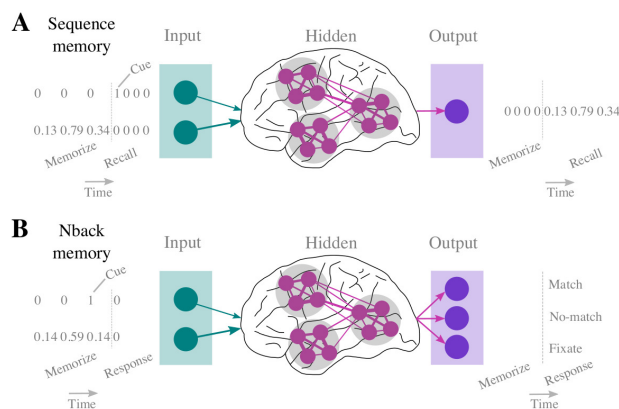 A
Sequence memory
Input
Hidden
Output
Cue
0 0 0 1 0 0 0
0.13 0.79 0.34 0 0 0 0
Memorize
Recall
Time
0 0 0 0 0.13 0.79 0.34
Memorize
Recall
Time
B
Nback memory
Input
Hidden
Output
Cue
0 0 1 0
0.14 0.59 0.14 0
Memorize
Response
Time
Match
No-match
Fixate
Memorize
Response
Time